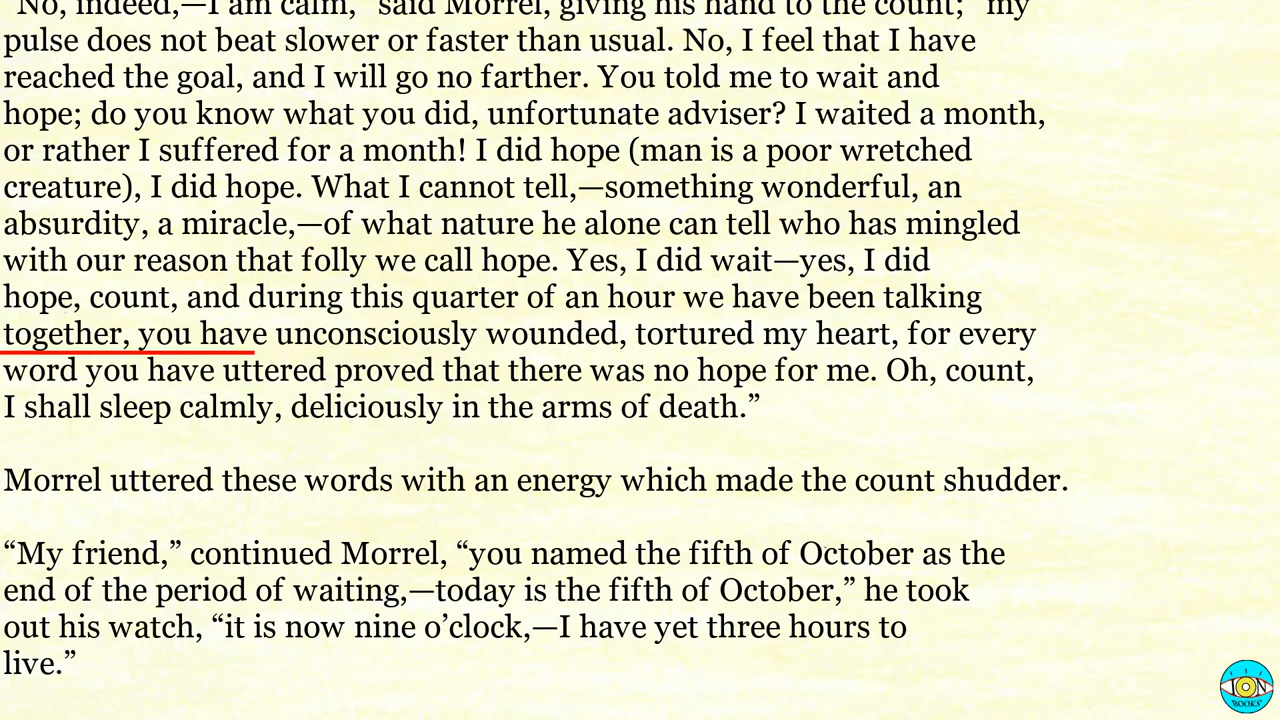 “No, indeed,—I am calm,” said Morrel, giving his hand to the count; “my
pulse does not beat slower or faster than usual. No, I feel that I have
reached the goal, and I will go no farther. You told me to wait and
hope; do you know what you did, unfortunate adviser? I waited a month,
or rather I suffered for a month! I did hope (man is a poor wretched
creature), I did hope. What I cannot tell,—something wonderful, an
absurdity, a miracle,—of what nature he alone can tell who has mingled
with our reason that folly we call hope. Yes, I did wait—yes, I did
hope, count, and during this quarter of an hour we have been talking
together, you have unconsciously wounded, tortured my heart, for every
word you have uttered proved that there was no hope for me. Oh, count,
I shall sleep calmly, deliciously in the arms of death.”
Morrel uttered these words with an energy which made the count shudder.
“My friend,” continued Morrel, “you named the fifth of October as the
end of the period of waiting,—today is the fifth of October,” he took
out his watch, “it is now nine o’clock,—I have yet three hours to
live.”
ION
BOOKS